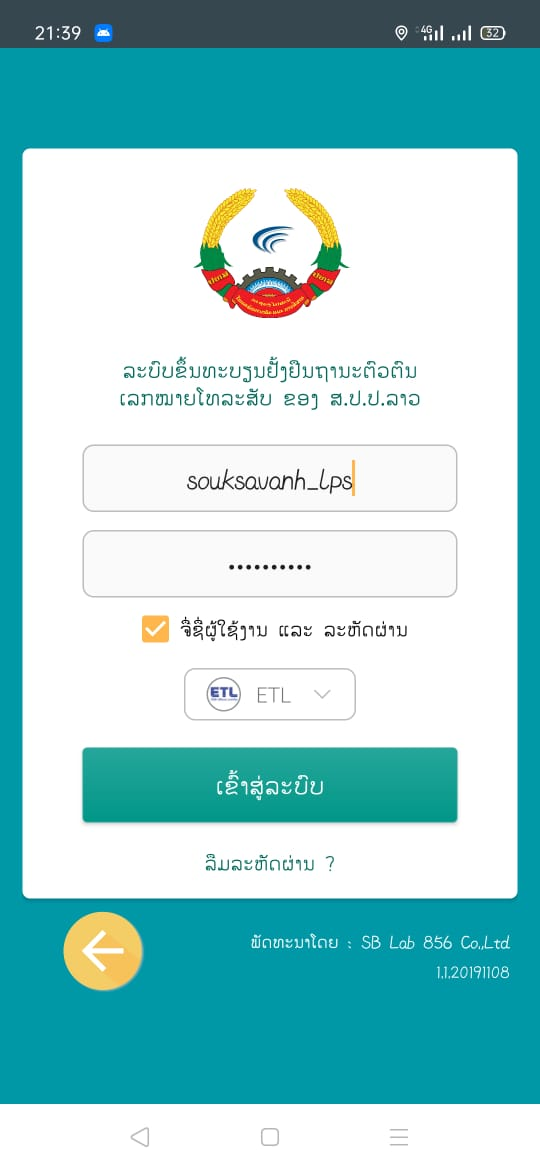 21:39
4G
32
ປທທ໌
ລະບົບຂຶ້ນທະບຽນຢັ້ງຢືນຖານະຕົວຕົນ
ເລກໝາຍໂທລະສັບ ຂອງ ສ.ປ.ປ.ລາວ
souksavanh_lps
••••••••••
ຈື່ຊື່ຜູ້ໃຊ້ງານ ແລະ ລະຫັດຜ່ານ
ETL ETL
ເຂົ້າສູ່ລະບົບ
ລືມລະຫັດຜ່ານ ?
ພັດທະນາໂດຍ : SB Lab 856 Co.,Ltd
1.1.20191108